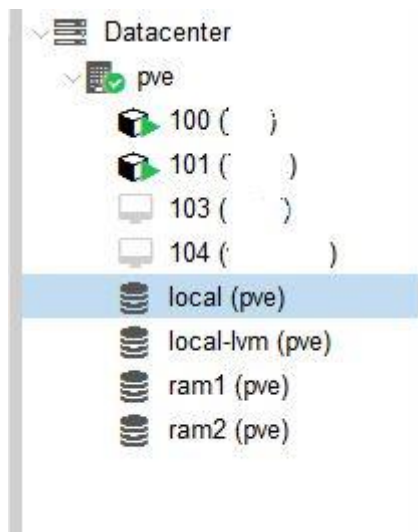 Datacenter
pve
100 ( )
101 ( )
103 ( )
104 ( )
local (pve)
local-lvm (pve)
ram1 (pve)
ram2 (pve)